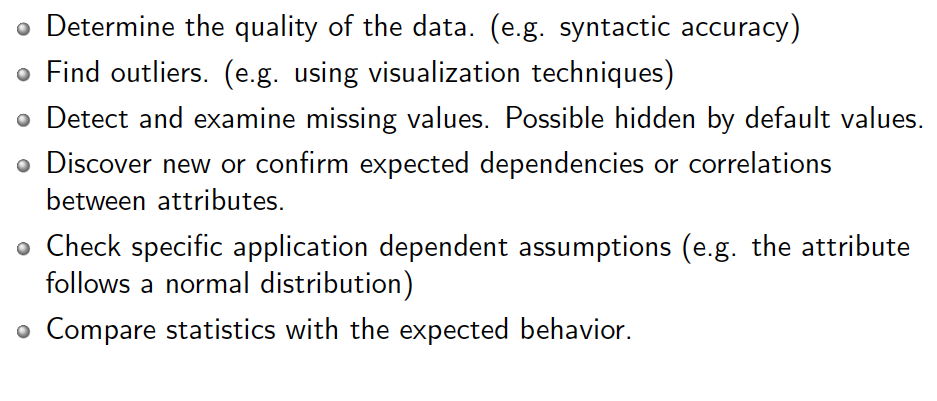 Determine the quality of the data. (e.g. syntactic accuracy)
Find outliers. (e.g. using visualization techniques)
Detect and examine missing values. Possible hidden by default values.
Discover new or confirm expected dependencies or correlations
between attributes.
Check specific application dependent assumptions (e.g. the attribute
follows a normal distribution)
Compare statistics with the expected behavior.